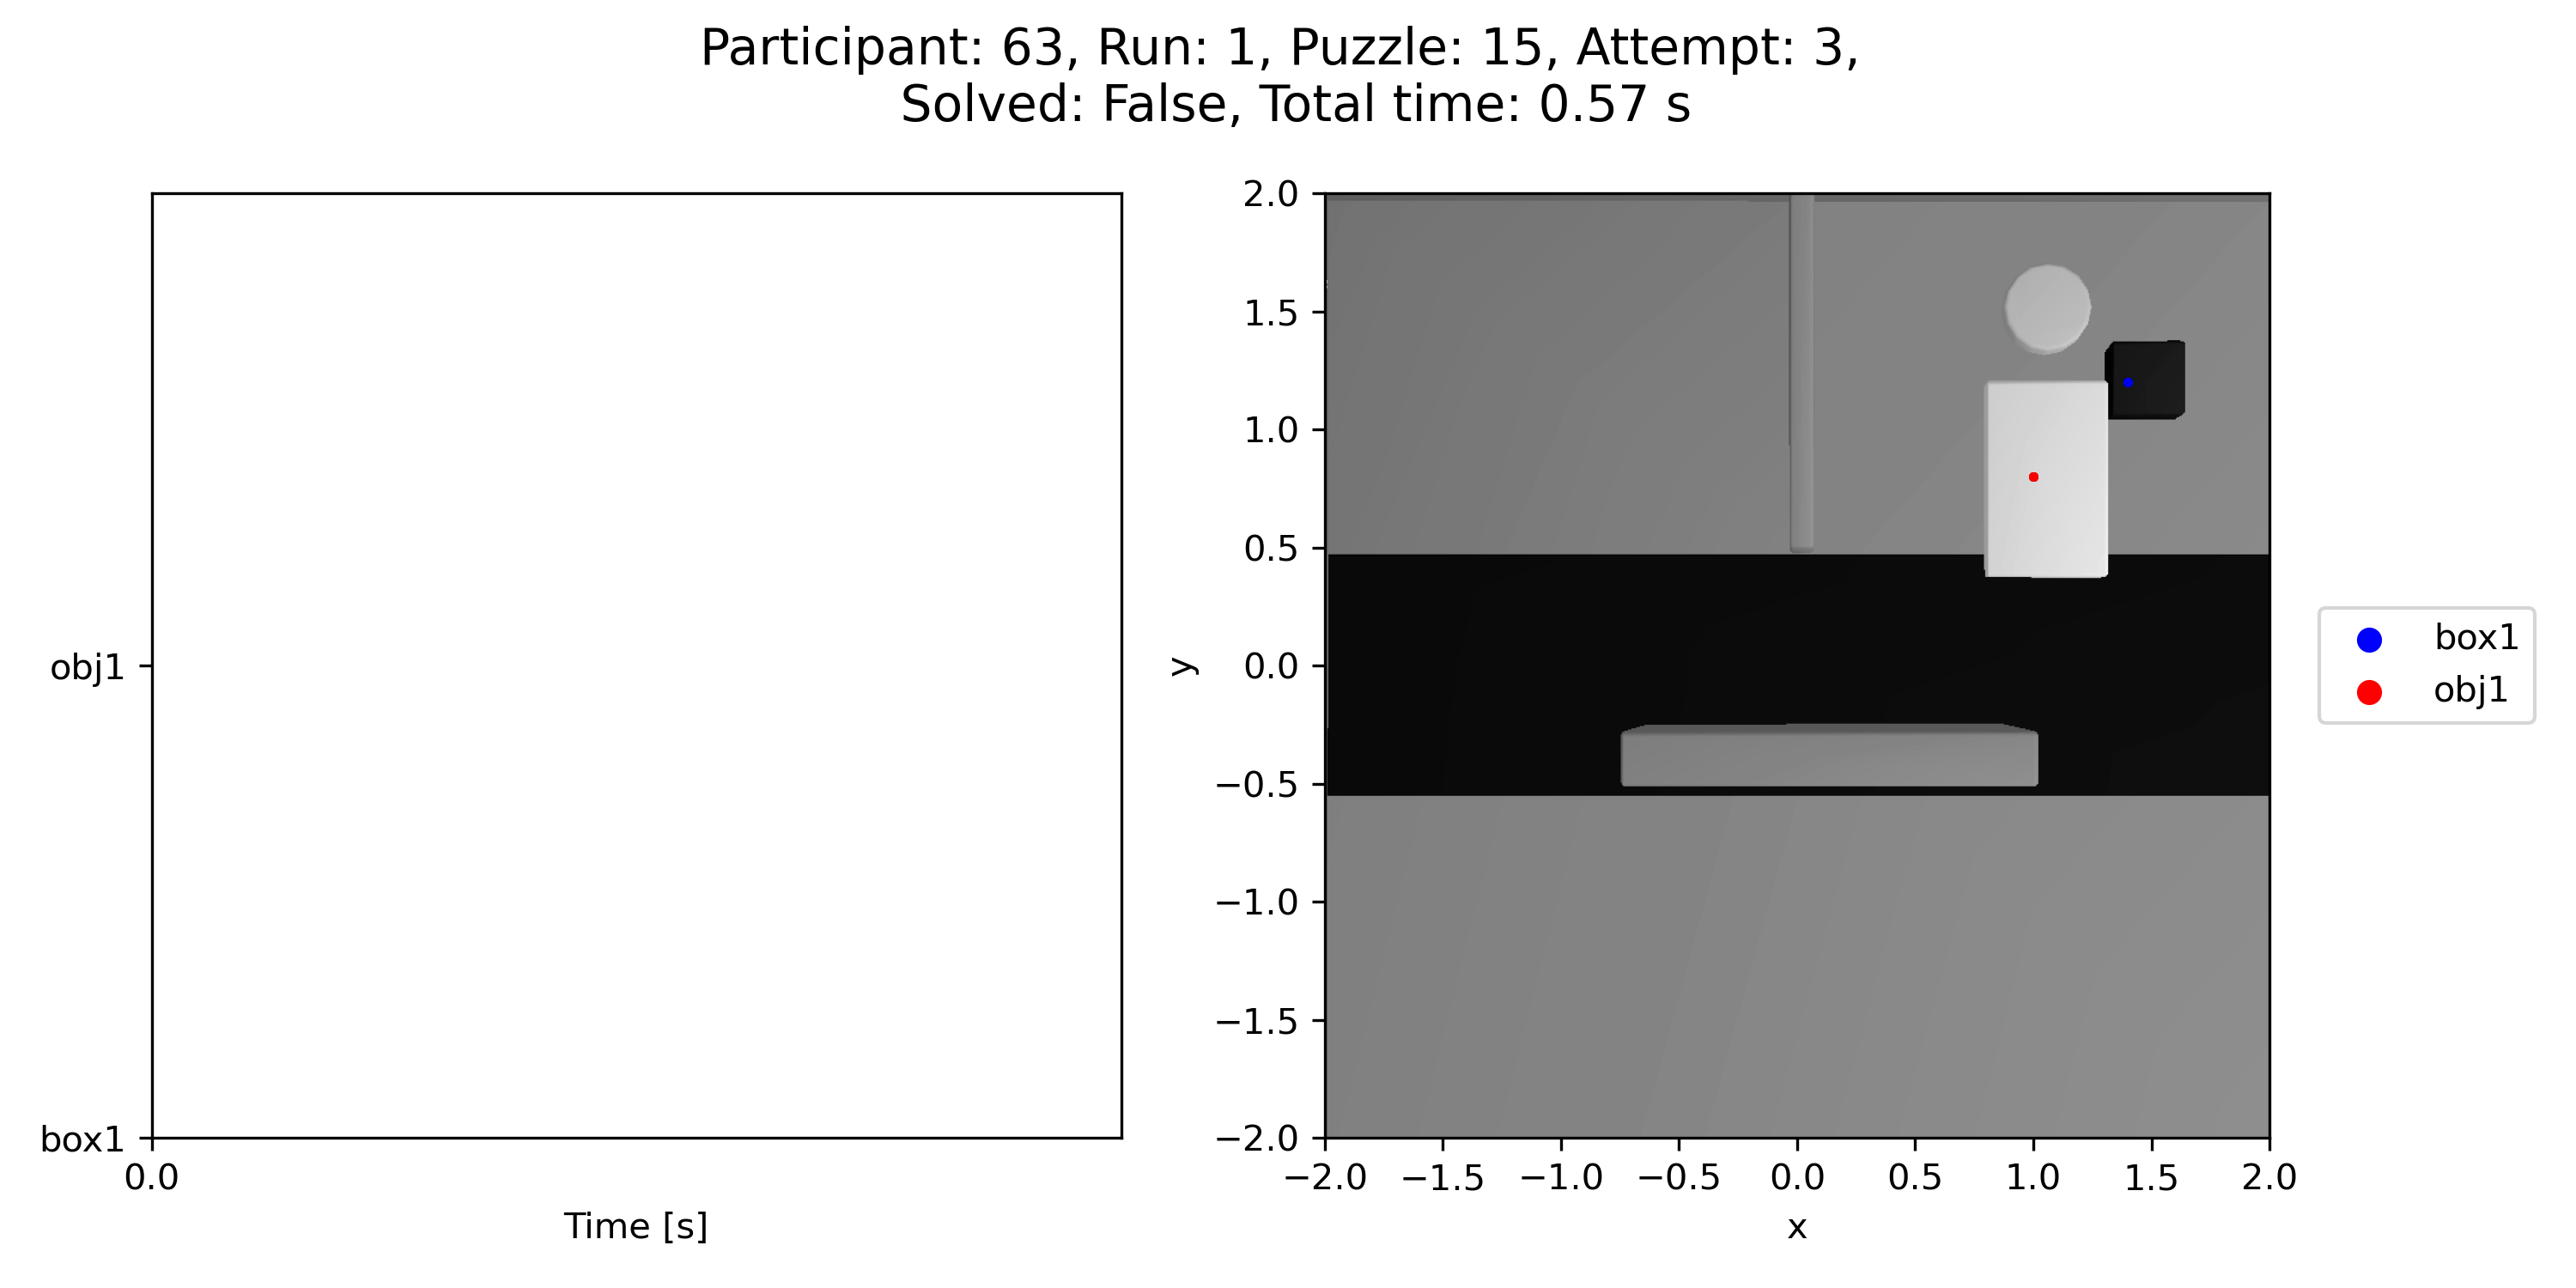 Participant: 63, Run: 1, Puzzle: 15, Attempt: 3,
Solved: False, Total time: 0.57 s
obj1
box1
0.0
Time [s]
2.0
1.5
1.0
0.5
0.0
−0.5
−1.0
−1.5
−2.0
y
−2.0 −1.5 −1.0 −0.5 0.0 0.5 1.0 1.5 2.0
x
box1
obj1